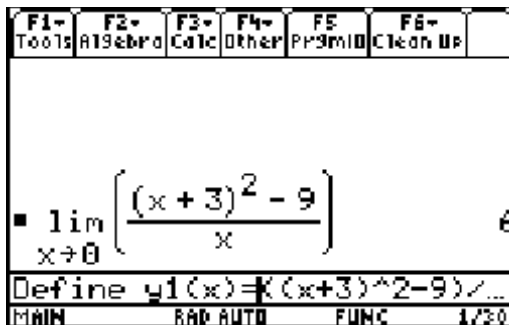 F1▾ F2▾ F3▾ F4▾ F5 F6▾
Tools Algebra Calc Other PrgmIO Clean Up
▪ lim x→0 (((x + 3)² − 9)/x) 6
Define y1(x)=((x+3)^2-9)/...
MAIN RAD AUTO FUNC 1/30